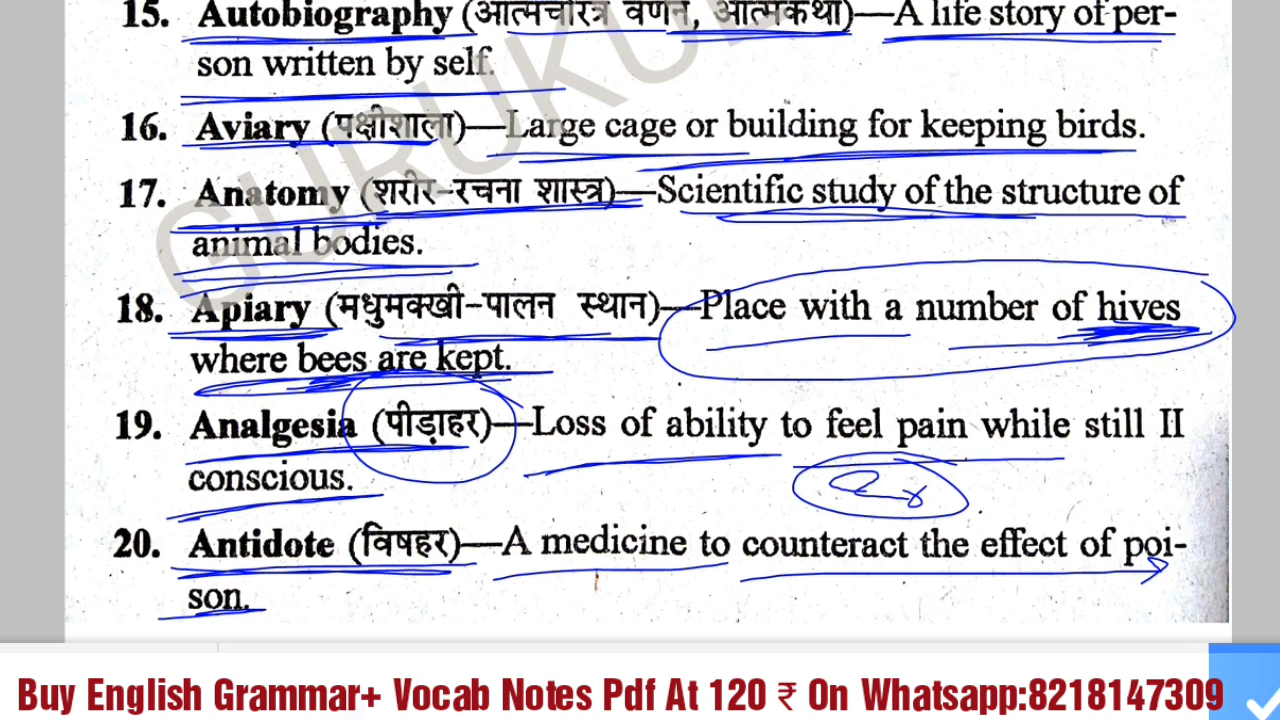 15. Autobiography (आत्मचरित्र वर्णन, आत्मकथा)—A life story of per-
son written by self.
16. Aviary (पक्षीशाला)—Large cage or building for keeping birds.
17. Anatomy (शरीर-रचना शास्त्र)—Scientific study of the structure of
animal bodies.
18. Apiary (मधुमक्खी-पालन स्थान)—Place with a number of hives
where bees are kept.
19. Analgesia (पीड़ाहर)—Loss of ability to feel pain while still II
conscious.
20. Antidote (विषहर)—A medicine to counteract the effect of poi-
son.
Buy English Grammar+ Vocab Notes Pdf At 120 ₹ On Whatsapp:8218147309